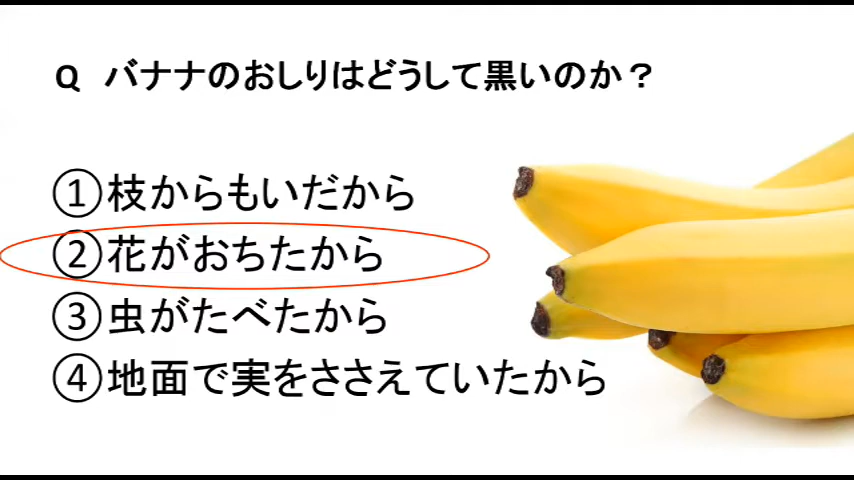 Q バナナのおしりはどうして黒いのか？
①枝からもいだから
②花がおちたから
③虫がたべたから
④地面で実をささえていたから